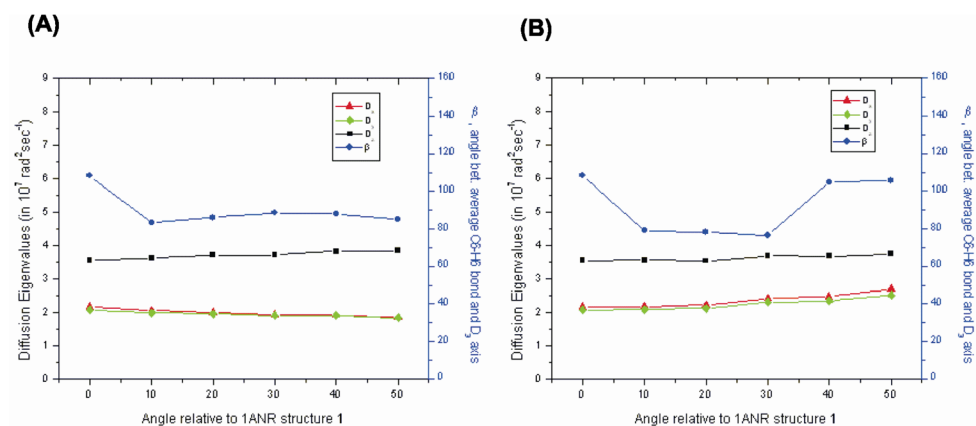 (A)
9
8
7
6
5
4
3
2
1
0
Diffusion Eigenvalues (in 10⁷ rad²sec⁻¹)
160
140
120
100
80
60
40
20
0
β, angle bet. average C6-H6 bond and D₃ axis
D
D
D
β
0 10 20 30 40 50
Angle relative to 1ANR structure 1
(B)
9
8
7
6
5
4
3
2
1
0
Diffusion Eigenvalues (in 10⁷ rad²sec⁻¹)
160
140
120
100
80
60
40
20
0
β, angle bet. average C6-H6 bond and D₃ axis
D
D
D
β
0 10 20 30 40 50
Angle relative to 1ANR structure 1